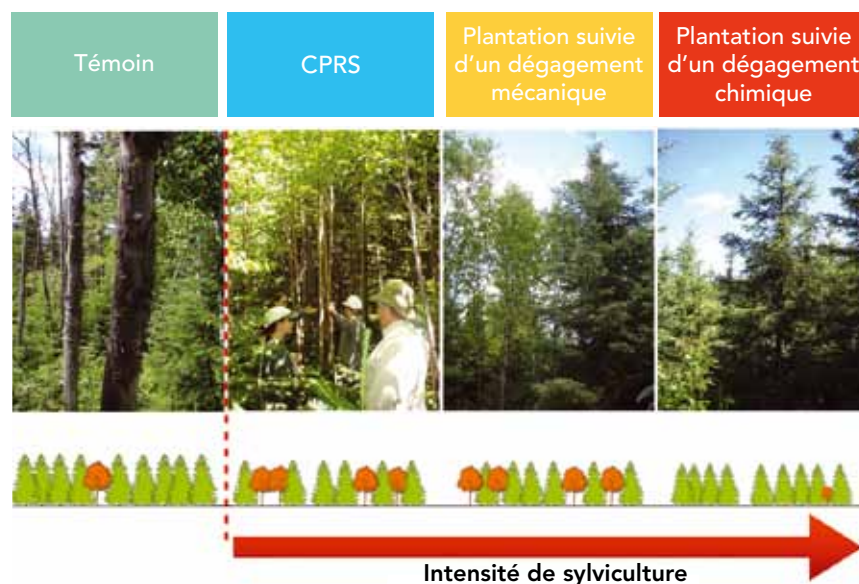 Témoin
CPRS
Plantation suivie
d'un dégagement
mécanique
Plantation suivie
d'un dégagement
chimique
Intensité de sylviculture